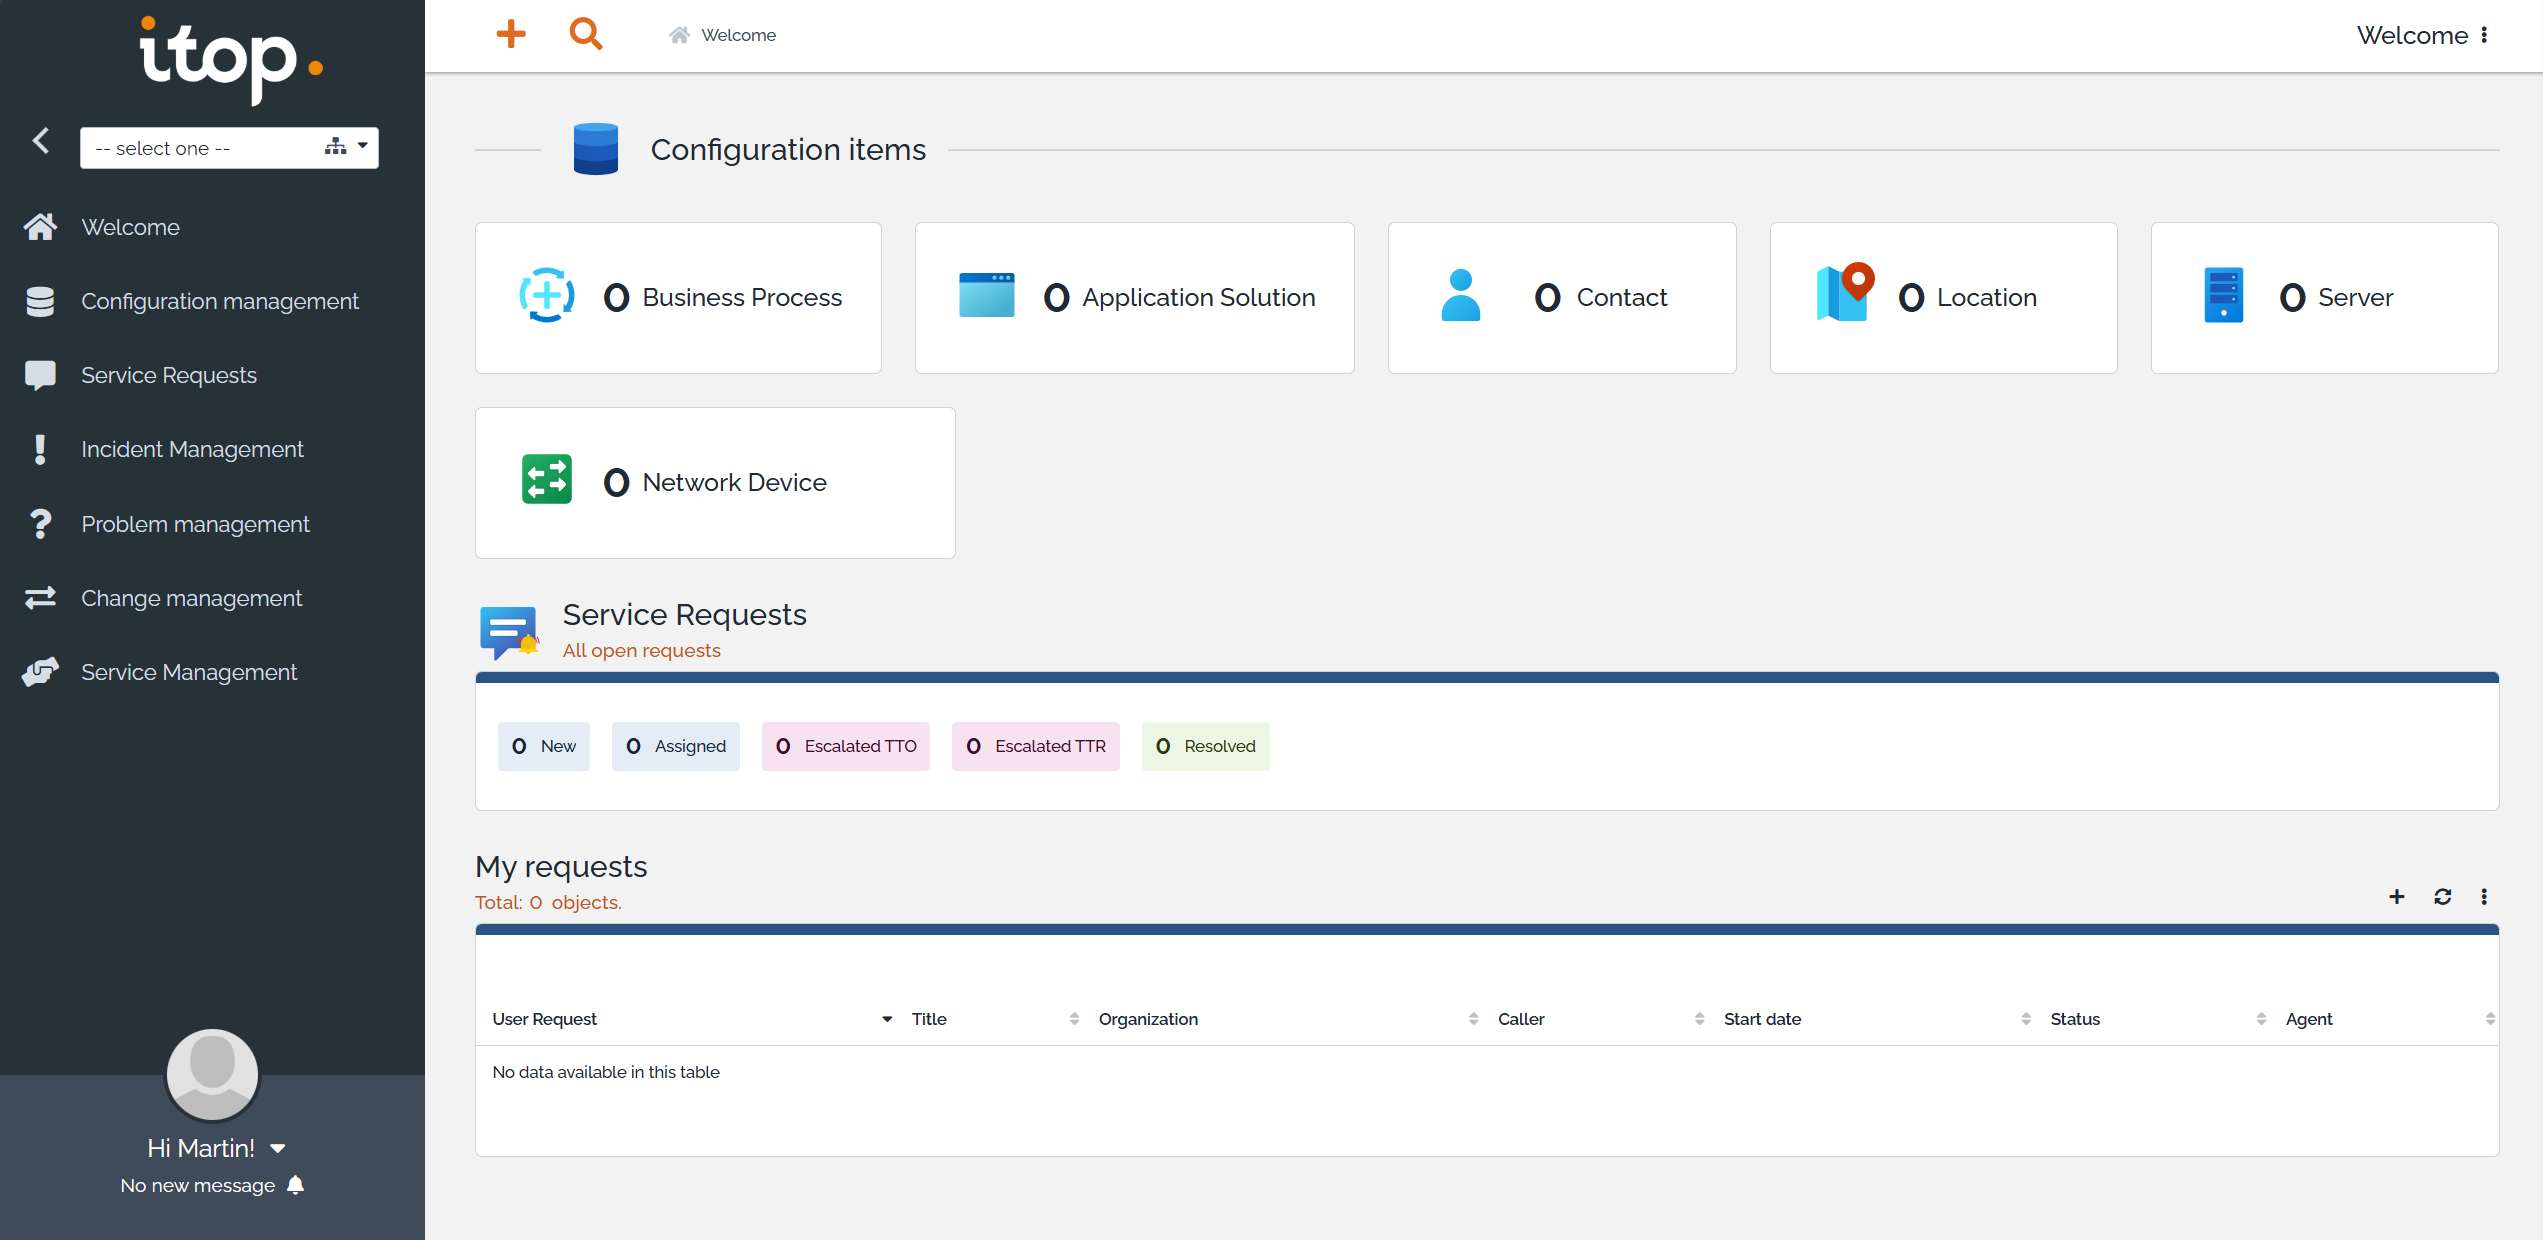 itop.
-- select one --
Welcome
Configuration management
Service Requests
Incident Management
Problem management
Change management
Service Management
Hi Martin!
No new message
Welcome
Welcome
Configuration items
0 Business Process
0 Application Solution
0 Contact
0 Location
0 Server
0 Network Device
Service Requests
All open requests
0 New
0 Assigned
0 Escalated TTO
0 Escalated TTR
0 Resolved
My requests
Total: 0 objects.
User Request Title Organization Caller Start date Status Agent
No data available in this table